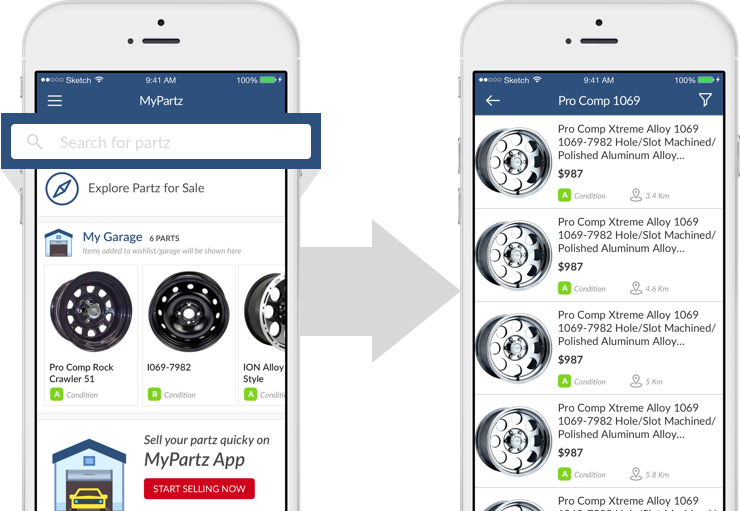 Sketch 9:41 AM 100%
MyPartz
Search for partz
Explore Partz for Sale
My Garage 6 PARTS
Items added to wishlist/garage will be shown here
Pro Comp Rock
Crawler 51
A Condition
I069-7982
B Condition
ION Alloy
Style
A Condit
Sell your partz quicky on
MyPartz App
START SELLING NOW
Sketch 9:41 AM 100%
Pro Comp 1069
Pro Comp Xtreme Alloy 1069
1069-7982 Hole/Slot Machined/
Polished Aluminum Alloy...
$987
A Condition 3.4 Km
Pro Comp Xtreme Alloy 1069
1069-7982 Hole/Slot Machined/
Polished Aluminum Alloy...
$987
A Condition 4.6 Km
Pro Comp Xtreme Alloy 1069
1069-7982 Hole/Slot Machined/
Polished Aluminum Alloy...
$987
A Condition 5 Km
Pro Comp Xtreme Alloy 1069
1069-7982 Hole/Slot Machined/
Polished Aluminum Alloy...
$987
A Condition 5.8 Km
Pro Comp Xtreme Alloy 1069